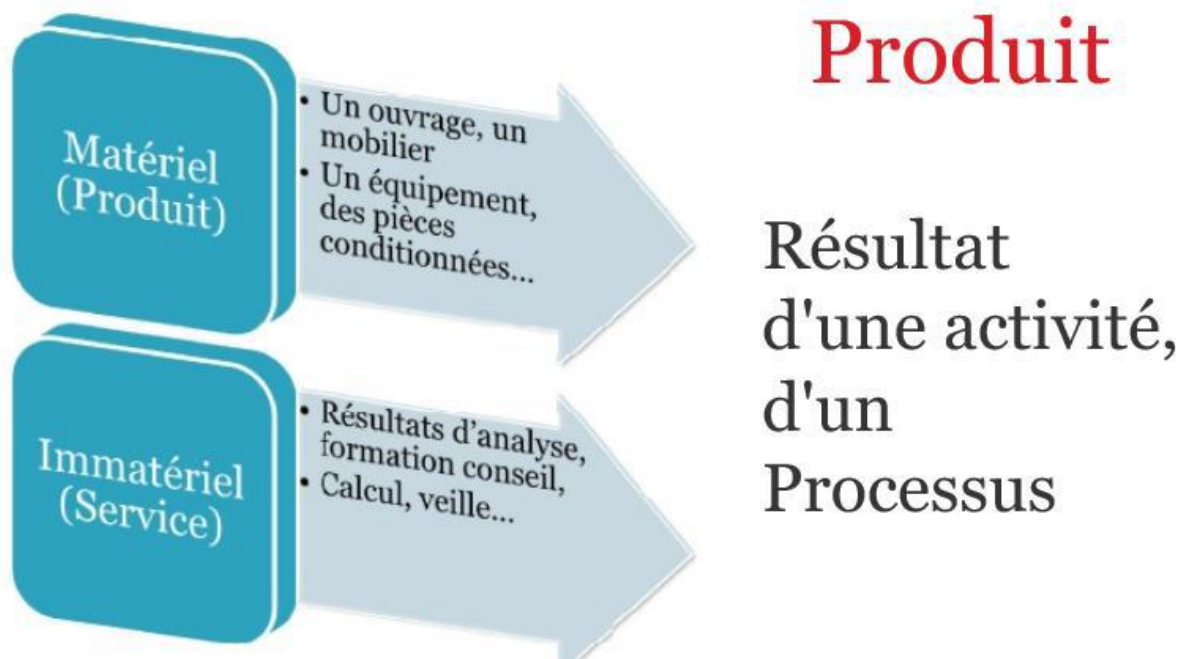 Produit
Matériel
(Produit)
• Un ouvrage, un
mobilier
• Un équipement,
des pièces
conditionnées...
Immatériel
(Service)
• Résultats d’analyse,
formation conseil,
• Calcul, veille...
Résultat
d'une activité,
d'un
Processus